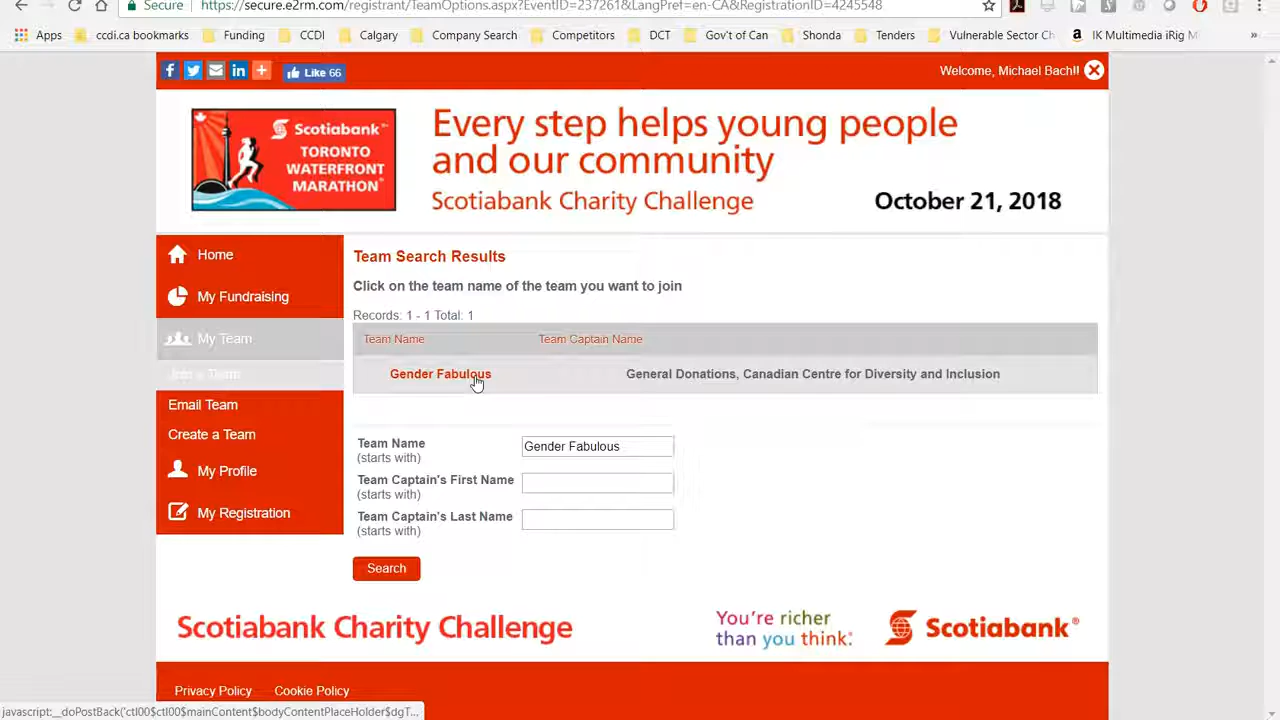 Secure
https://secure.e2rm.com/registrant/TeamOptions.aspx?EventID=237261&LangPref=en-CA&RegistrationID=4245548
Apps
ccdi.ca bookmarks
Funding
CCDI
Calgary
Company Search
Competitors
DCT
Gov't of Can
Shonda
Tenders
Vulnerable Sector Ch
IK Multimedia iRig M
Like 66
Welcome, Michael Bach!!
Scotiabank
TORONTO
WATERFRONT
MARATHON
Every step helps young people
and our community
Scotiabank Charity Challenge
October 21, 2018
Home
My Fundraising
My Team
Join a Team
Email Team
Create a Team
My Profile
My Registration
Team Search Results
Click on the team name of the team you want to join
Records: 1 - 1 Total: 1
Team Name Team Captain Name
Gender Fabulous General Donations, Canadian Centre for Diversity and Inclusion
Team Name
(starts with)
Gender Fabulous
Team Captain's First Name
(starts with)
Team Captain's Last Name
(starts with)
Search
Scotiabank Charity Challenge
You're richer
than you think.
Scotiabank®
Privacy Policy Cookie Policy
javascript:__doPostBack('ctl00$ctl00$mainContent$bodyContentPlaceHolder$dgT...